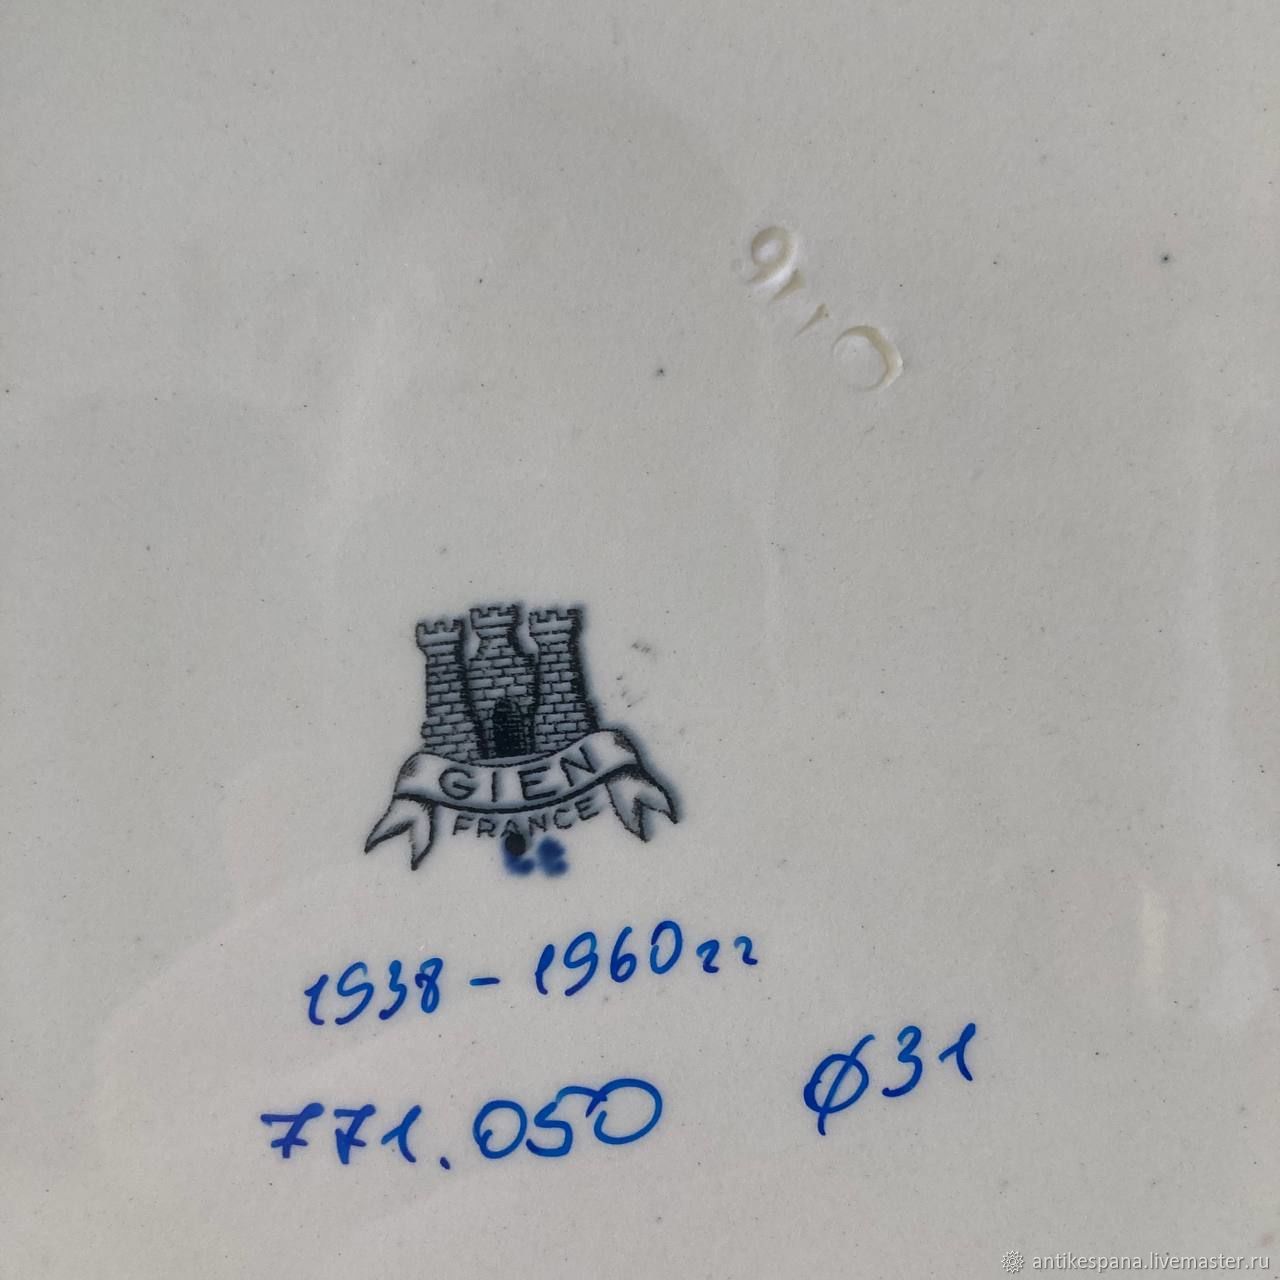 GIEN
FRANCE
1938 - 1960гг
771.050
Ø31
antikespana.livemaster.ru